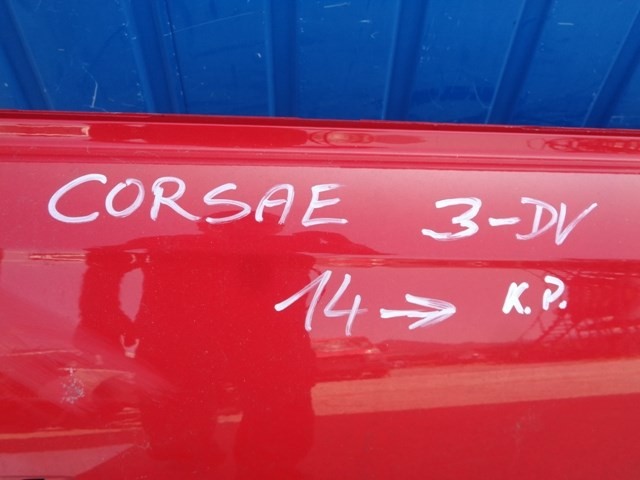 CORSAE 3-DV
14 → K.P.